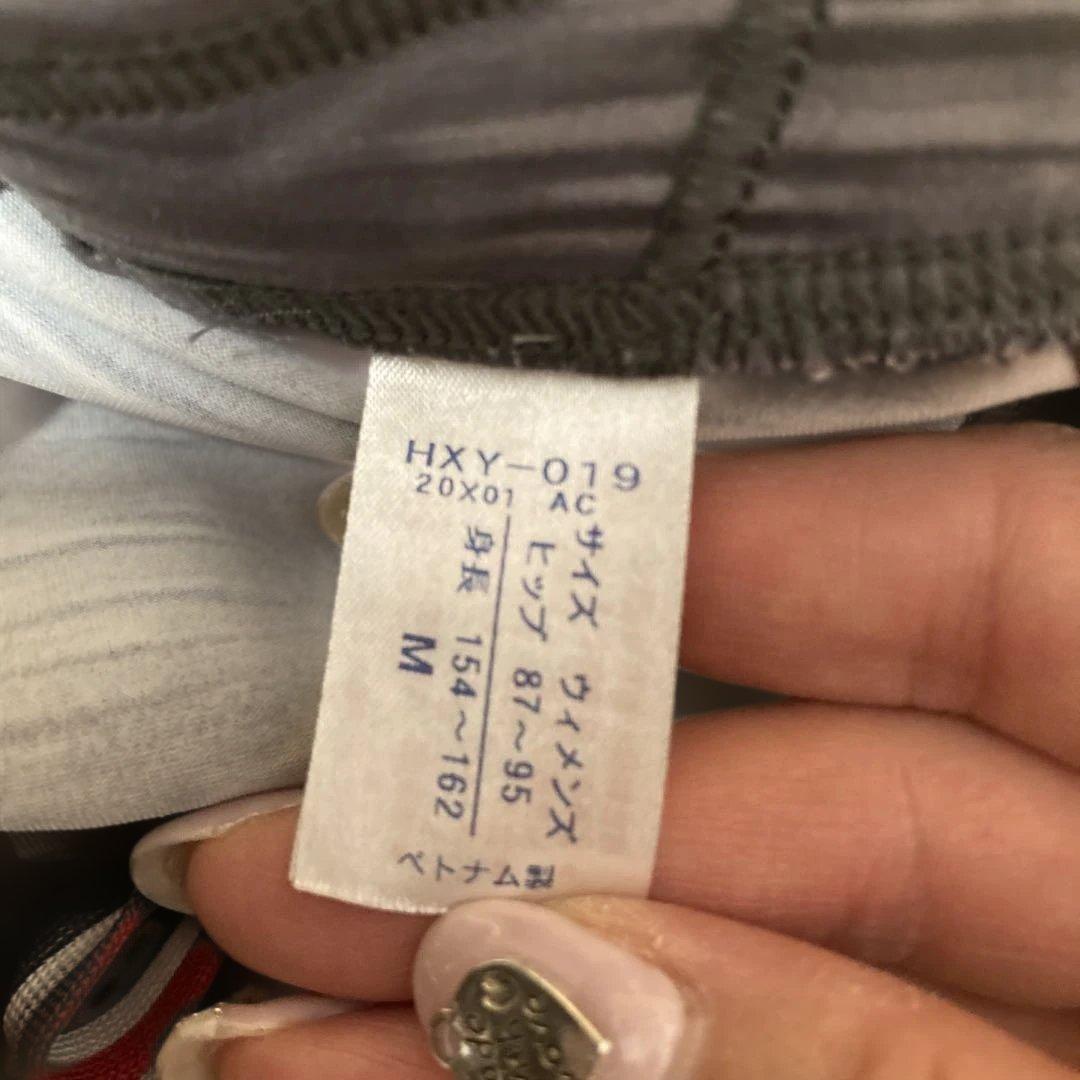 HXY-019
20X01 AC
サイズ ウィメンズ
ヒップ 87~95
身長 154~162
M
ベトナム製